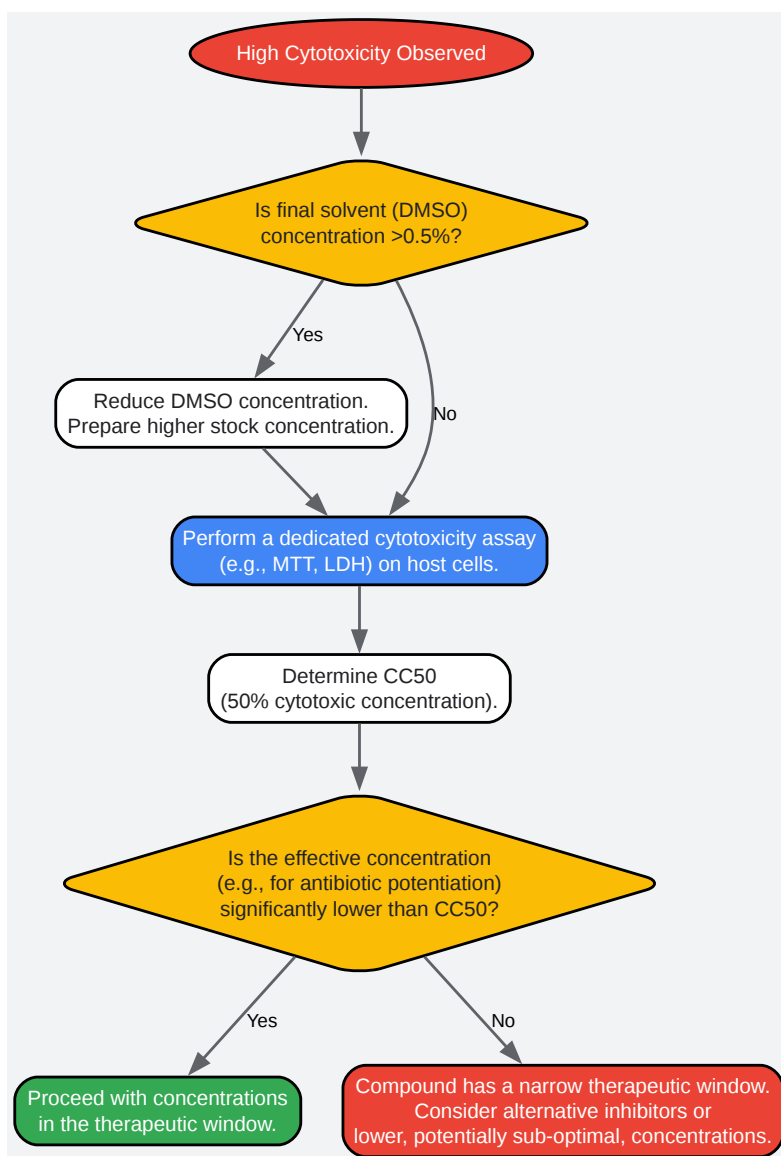 High Cytotoxicity Observed
Is final solvent (DMSO)
concentration >0.5%?
Yes
Reduce DMSO concentration.
Prepare higher stock concentration.
No
Perform a dedicated cytotoxicity assay
(e.g., MTT, LDH) on host cells.
Determine CC50
(50% cytotoxic concentration).
Is the effective concentration
(e.g., for antibiotic potentiation)
significantly lower than CC50?
Yes
No
Proceed with concentrations
in the therapeutic window.
Compound has a narrow therapeutic window.
Consider alternative inhibitors or
lower, potentially sub-optimal, concentrations.